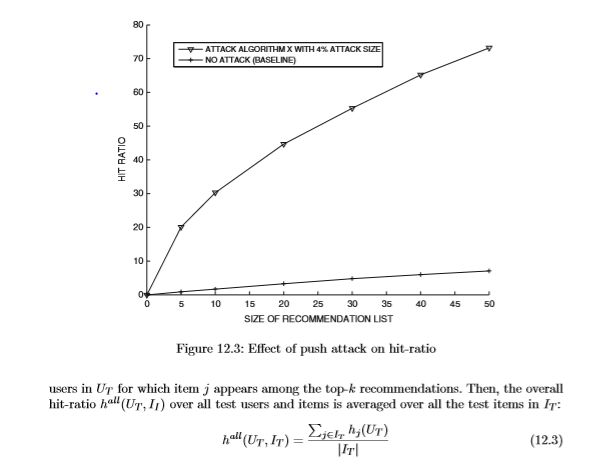 80
70
60
50
40
30
20
10
0
HIT RATIO
ATTACK ALGORITHM X WITH 4% ATTACK SIZE
NO ATTACK (BASELINE)
0 5 10 15 20 25 30 35 40 45 50
SIZE OF RECOMMENDATION LIST
Figure 12.3: Effect of push attack on hit-ratio
users in U_T for which item j appears among the top-k recommendations. Then, the overall
hit-ratio h^{all}(U_T, I_I) over all test users and items is averaged over all the test items in I_T:
h^{all}(U_T, I_T) = \frac{\sum_{j∈I_T} h_j(U_T)}{|I_T|} (12.3)